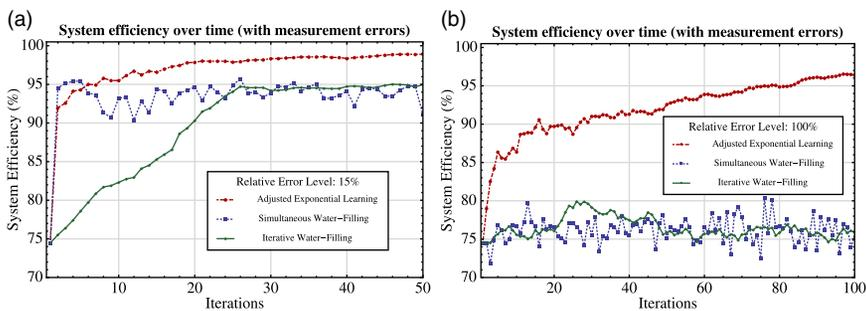 (a)
System efficiency over time (with measurement errors)
100
95
90
85
80
75
70
System Efficiency (%)
Relative Error Level: 15%
Adjusted Exponential Learning
Simultaneous Water-Filling
Iterative Water-Filling
10
20
30
40
50
Iterations
(b)
System efficiency over time (with measurement errors)
100
95
90
85
80
75
70
System Efficiency (%)
Relative Error Level: 100%
Adjusted Exponential Learning
Simultaneous Water-Filling
Iterative Water-Filling
20
40
60
80
100
Iterations